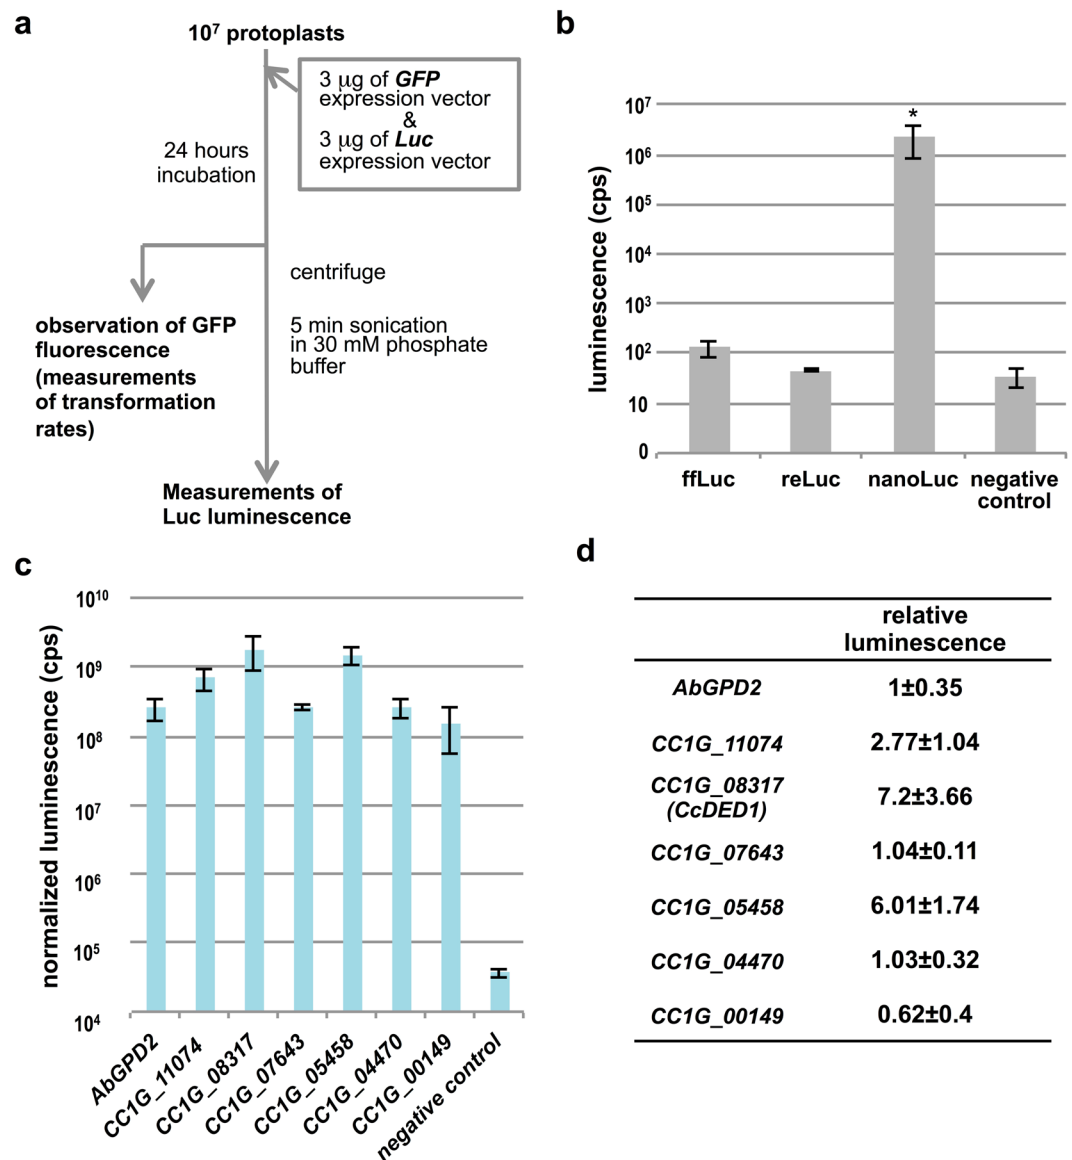 a
10⁷ protoplasts
3 μg of GFP
expression vector
&
3 μg of Luc
expression vector
24 hours
incubation
centrifuge
5 min sonication
in 30 mM phosphate
buffer
observation of GFP
fluorescence
(measurements
of transformation
rates)
Measurements of
Luc luminescence
b
luminescence (cps)
10⁷
10⁶
10⁵
10⁴
10³
10²
10
0
*
ffLuc
reLuc
nanoLuc
negative
control
c
normalized luminescence (cps)
10¹⁰
10⁹
10⁸
10⁷
10⁶
10⁵
10⁴
AbGPD2
CC1G_11074
CC1G_08317
CC1G_07643
CC1G_05458
CC1G_04470
CC1G_00149
negative control
d
relative
luminescence
AbGPD2 1±0.35
CC1G_11074 2.77±1.04
CC1G_08317
(CcDED1) 7.2±3.66
CC1G_07643 1.04±0.11
CC1G_05458 6.01±1.74
CC1G_04470 1.03±0.32
CC1G_00149 0.62±0.4